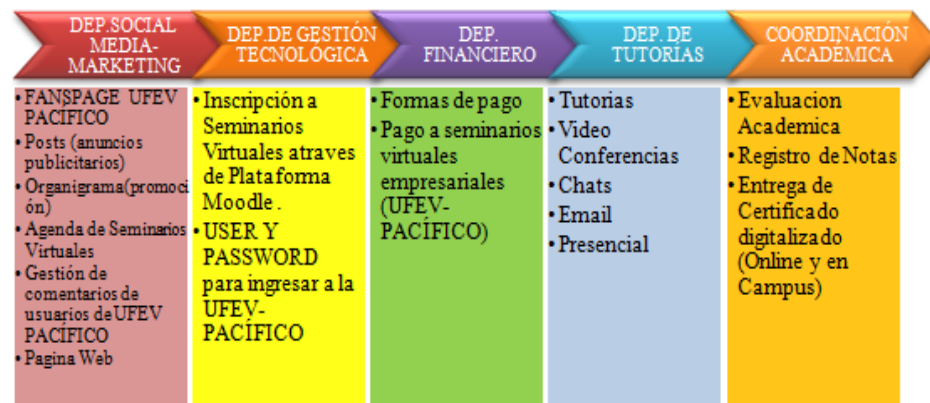 DEP.SOCIAL
MEDIA-
MARKETING
• FANSPAGE UFEV
PACÍFICO
• Posts (anuncios
publicitarios)
• Organigrama(promoci
ón)
• Agenda de Seminarios
Virtuales
• Gestión de
comentarios de
usuarios de UFEV
PACÍFICO
• Pagina Web
DEP.DE GESTIÓN
TECNOLÓGICA
• Inscripción a
Seminarios
Virtuales atraves
de Plataforma
Moodle.
• USER Y
PASSWORD
para ingresar a la
UFEV-
PACÍFICO
DEP.
FINANCIERO
• Formas de pago
• Pago a seminarios
virtuales
empresariales
(UFEV-
PACÍFICO)
DEP. DE
TUTORÍAS
• Tutorias
• Video
Conferencias
• Chats
• Email
• Presencial
COORDINACIÓN
ACADÉMICA
• Evaluacion
Academica
• Registro de Notas
• Entrega de
Certificado
digitalizado
(Online y en
Campus)